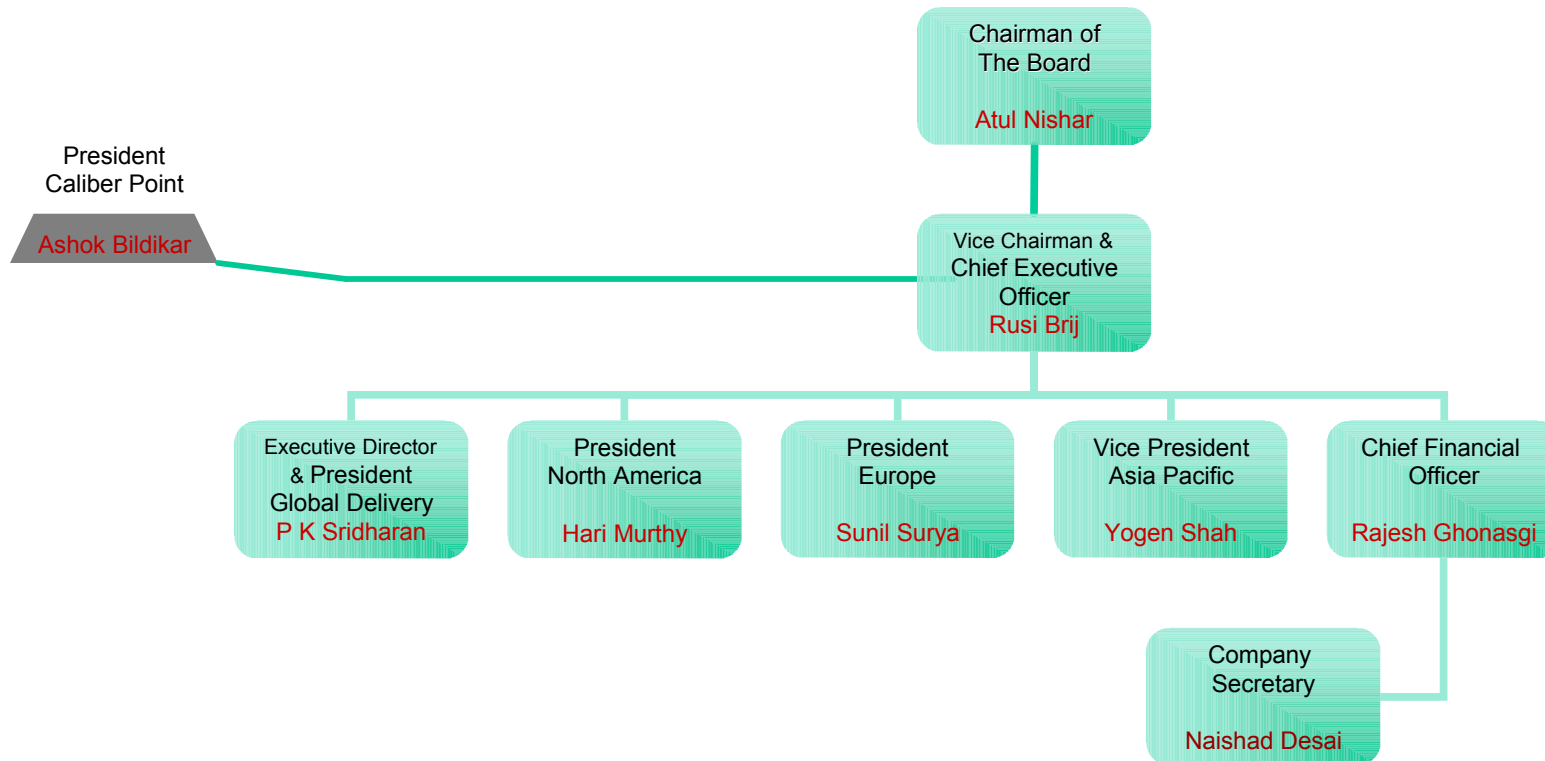 Chairman of
The Board
Atul Nishar
President
Caliber Point
Ashok Bildikar
Vice Chairman &
Chief Executive
Officer
Rusi Brij
Executive Director
& President
Global Delivery
P K Sridharan
President
North America
Hari Murthy
President
Europe
Sunil Surya
Vice President
Asia Pacific
Yogen Shah
Chief Financial
Officer
Rajesh Ghonasgi
Company
Secretary
Naishad Desai